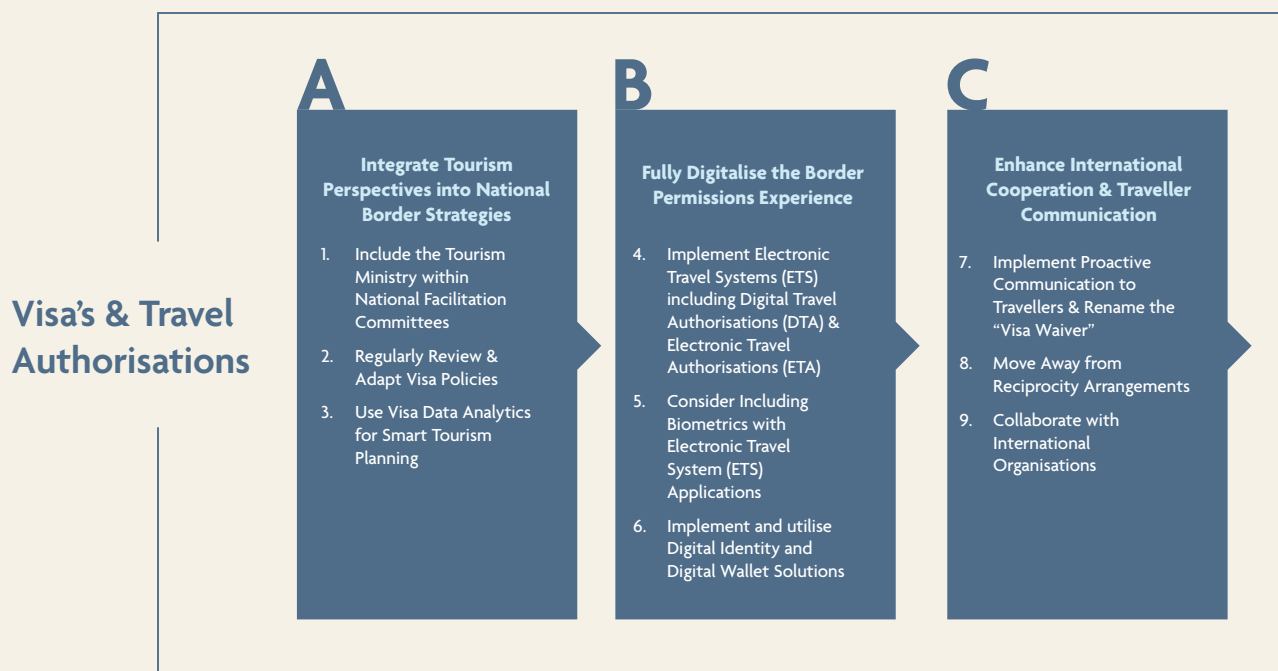 Visa's & Travel
Authorisations
A
Integrate Tourism
Perspectives into National
Border Strategies
1. Include the Tourism
Ministry within
National Facilitation
Committees
2. Regularly Review &
Adapt Visa Policies
3. Use Visa Data Analytics
for Smart Tourism
Planning
B
Fully Digitalise the Border
Permissions Experience
4. Implement Electronic
Travel Systems (ETS)
including Digital Travel
Authorisations (DTA) &
Electronic Travel
Authorisations (ETA)
5. Consider Including
Biometrics with
Electronic Travel
System (ETS)
Applications
6. Implement and utilise
Digital Identity and
Digital Wallet Solutions
C
Enhance International
Cooperation & Traveller
Communication
7. Implement Proactive
Communication to
Travellers & Rename the
“Visa Waiver”
8. Move Away from
Reciprocity Arrangements
9. Collaborate with
International
Organisations